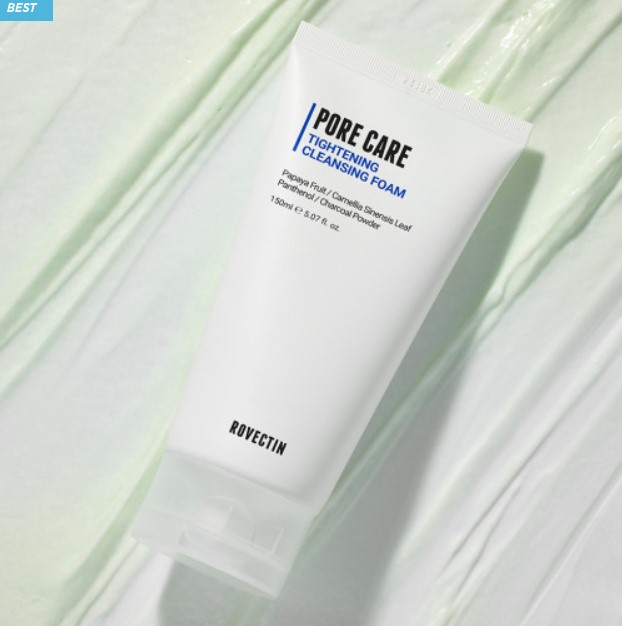 BEST
PORE CARE
TIGHTENING
CLEANSING FOAM
Papaya Fruit / Camellia Sinensis Leaf
Panthenol / Charcoal Powder
150ml ℮ 5.07 fl. oz.
ROVECTIN